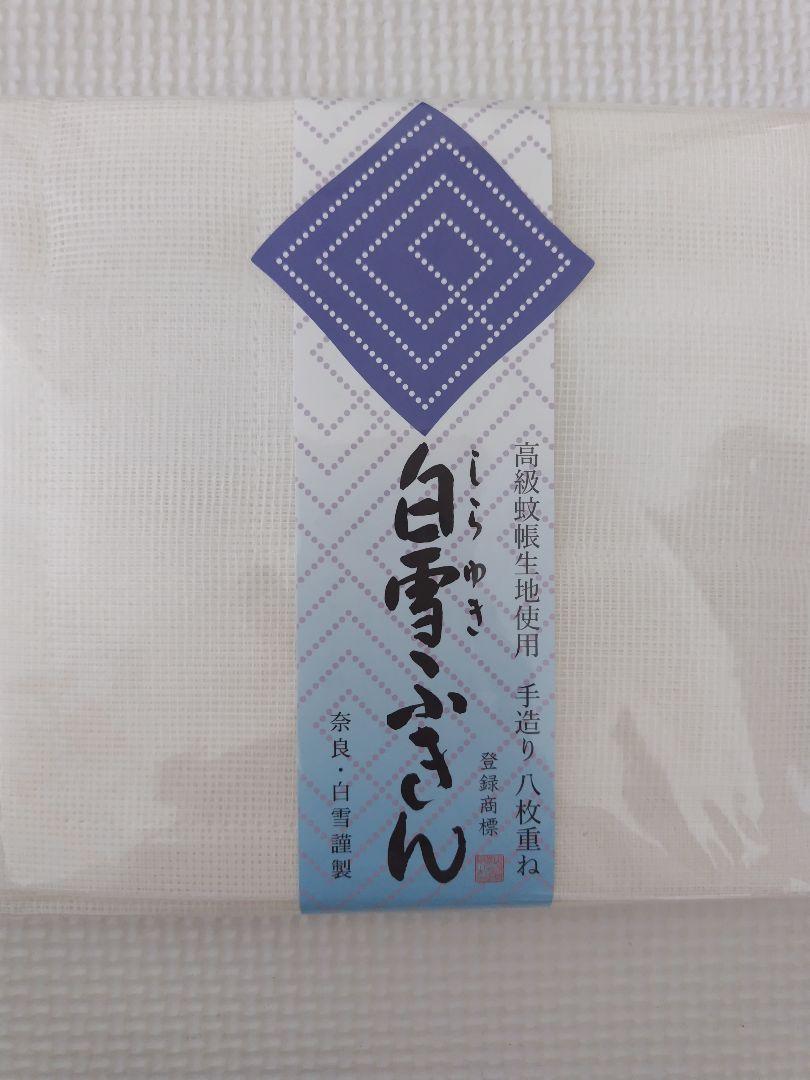 高級蚊帳生地使用 手造り 八枚重ね
しらゆき
白雪ふきん
登録商標
奈良・白雪謹製